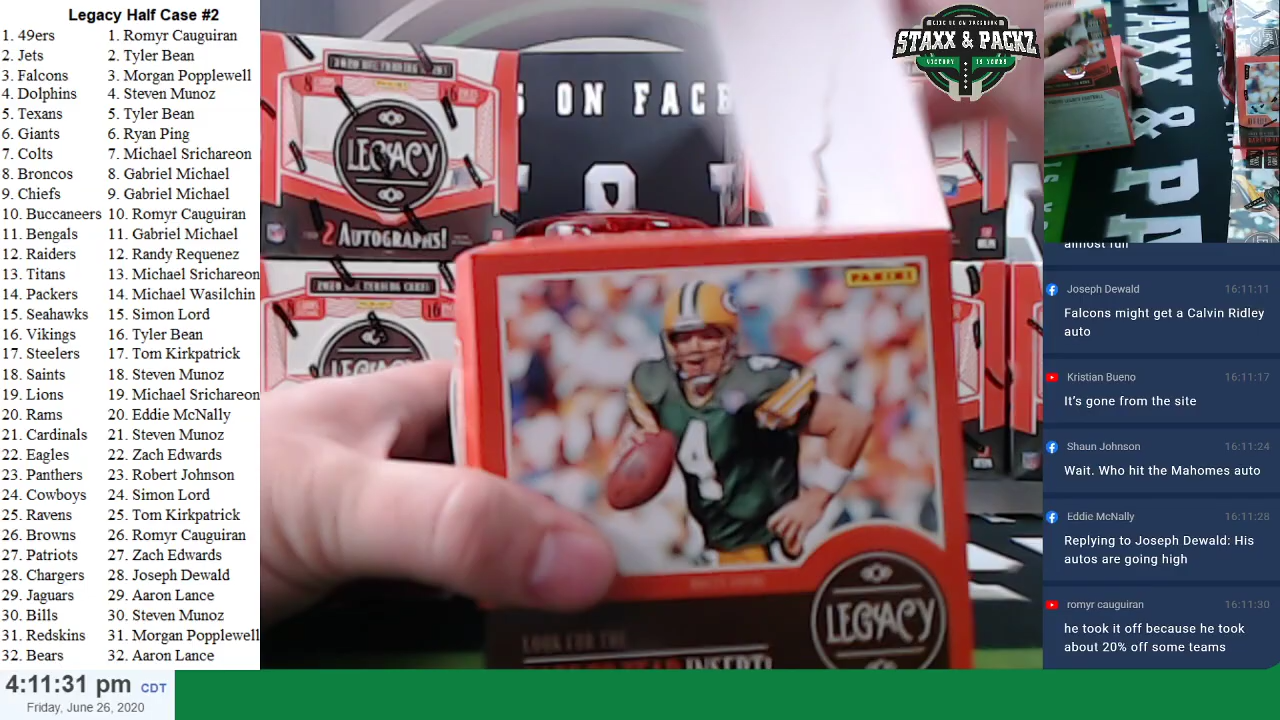 Legacy Half Case #2
1. 49ers 1. Romyr Cauguiran
2. Jets 2. Tyler Bean
3. Falcons 3. Morgan Popplewell
4. Dolphins 4. Steven Munoz
5. Texans 5. Tyler Bean
6. Giants 6. Ryan Ping
7. Colts 7. Michael Srichareon
8. Broncos 8. Gabriel Michael
9. Chiefs 9. Gabriel Michael
10. Buccaneers 10. Romyr Cauguiran
11. Bengals 11. Gabriel Michael
12. Raiders 12. Randy Requenez
13. Titans 13. Michael Srichareon
14. Packers 14. Michael Wasilchin
15. Seahawks 15. Simon Lord
16. Vikings 16. Tyler Bean
17. Steelers 17. Tom Kirkpatrick
18. Saints 18. Steven Munoz
19. Lions 19. Michael Srichareon
20. Rams 20. Eddie McNally
21. Cardinals 21. Steven Munoz
22. Eagles 22. Zach Edwards
23. Panthers 23. Robert Johnson
24. Cowboys 24. Simon Lord
25. Ravens 25. Tom Kirkpatrick
26. Browns 26. Romyr Cauguiran
27. Patriots 27. Zach Edwards
28. Chargers 28. Joseph Dewald
29. Jaguars 29. Aaron Lance
30. Bills 30. Steven Munoz
31. Redskins 31. Morgan Popplewell
32. Bears 32. Aaron Lance
4:11:31 pm CDT
Friday, June 26, 2020
LEGACY
2 AUTOGRAPHS!
ON FACE
PANINI
4
LOOK FOR THE
INSERT!
LEGACY
STAXX & PACKZ
VICTORY IS YOURS
TAXX & PA
almost full
Joseph Dewald 16:11:11
Falcons might get a Calvin Ridley
auto
Kristian Bueno 16:11:17
It's gone from the site
Shaun Johnson 16:11:24
Wait. Who hit the Mahomes auto
Eddie McNally 16:11:28
Replying to Joseph Dewald: His
autos are going high
romyr cauguiran 16:11:30
he took it off because he took
about 20% off some teams